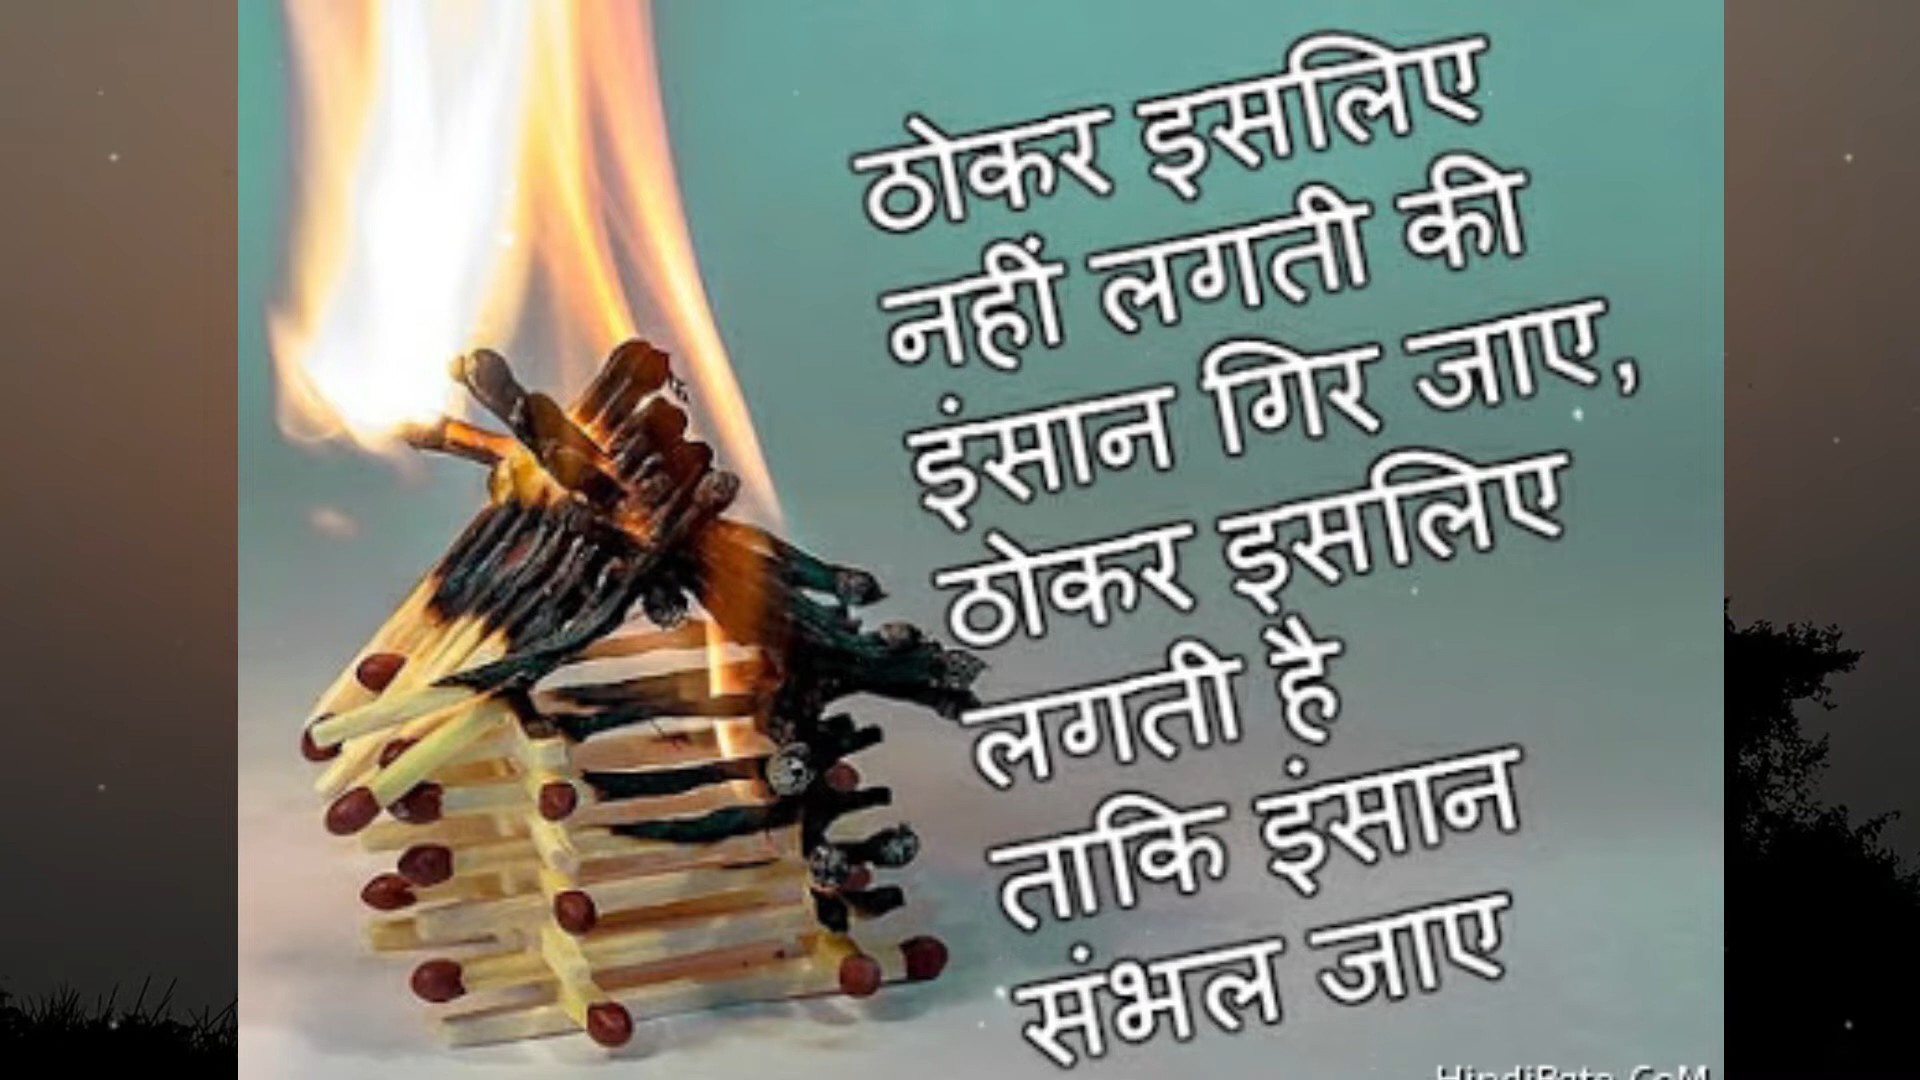 ठोकर इसलिए
नहीं लगती की
इंसान गिर जाए,
ठोकर इसलिए
लगती है
ताकि इंसान
संभल जाए